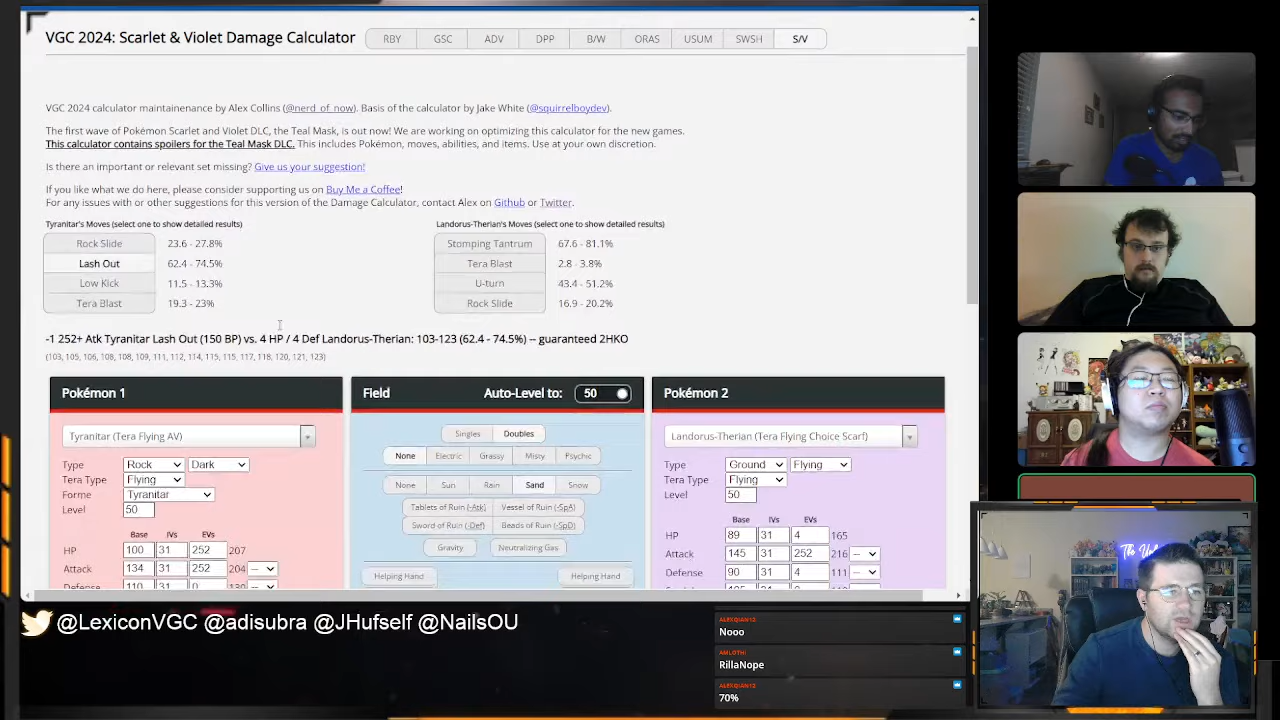 VGC 2024: Scarlet & Violet Damage Calculator
RBY GSC ADV DPP B/W ORAS USUM SWSH S/V
VGC 2024 calculator maintainenance by Alex Collins (@nerd_of_now). Basis of the calculator by Jake White (@squirrelboydev).
The first wave of Pokémon Scarlet and Violet DLC, the Teal Mask, is out now! We are working on optimizing this calculator for the new games.
This calculator contains spoilers for the Teal Mask DLC. This includes Pokémon, moves, abilities, and items. Use at your own discretion.
Is there an important or relevant set missing? Give us your suggestion!
If you like what we do here, please consider supporting us on Buy Me a Coffee!
For any issues with or other suggestions for this version of the Damage Calculator, contact Alex on Github or Twitter.
Tyranitar's Moves (select one to show detailed results)
Rock Slide 23.6 - 27.8%
Lash Out 62.4 - 74.5%
Low Kick 11.5 - 13.3%
Tera Blast 19.3 - 23%
Landorus-Therian's Moves (select one to show detailed results)
Stomping Tantrum 67.6 - 81.1%
Tera Blast 2.8 - 3.8%
U-turn 43.4 - 51.2%
Rock Slide 16.9 - 20.2%
-1 252+ Atk Tyranitar Lash Out (150 BP) vs. 4 HP / 4 Def Landorus-Therian: 103-123 (62.4 - 74.5%) -- guaranteed 2HKO
(103, 105, 106, 108, 108, 109, 111, 112, 114, 115, 115, 117, 118, 120, 121, 123)
Pokémon 1
Tyranitar (Tera Flying AV)
Type Rock Dark
Tera Type Flying
Forme Tyranitar
Level 50
Base IVs EVs
HP 100 31 252 207
Attack 134 31 252 204 --
Defense 110 31 0 130 --
Field Auto-Level to: 50
Singles Doubles
None Electric Grassy Misty Psychic
None Sun Rain Sand Snow
Tablets of Ruin (-Atk) Vessel of Ruin (-SpA)
Sword of Ruin (-Def) Beads of Ruin (-SpD)
Gravity Neutralizing Gas
Helping Hand Helping Hand
Pokémon 2
Landorus-Therian (Tera Flying Choice Scarf)
Type Ground Flying
Tera Type Flying
Level 50
Base IVs EVs
HP 89 31 4 165
Attack 145 31 252 216 --
Defense 90 31 4 111 --
@LexiconVGC @adisubra @JHufself @NailsOU
ALEXQIAN12
Nooo
AMLOTHI
RillaNope
ALEXQIAN12
70%